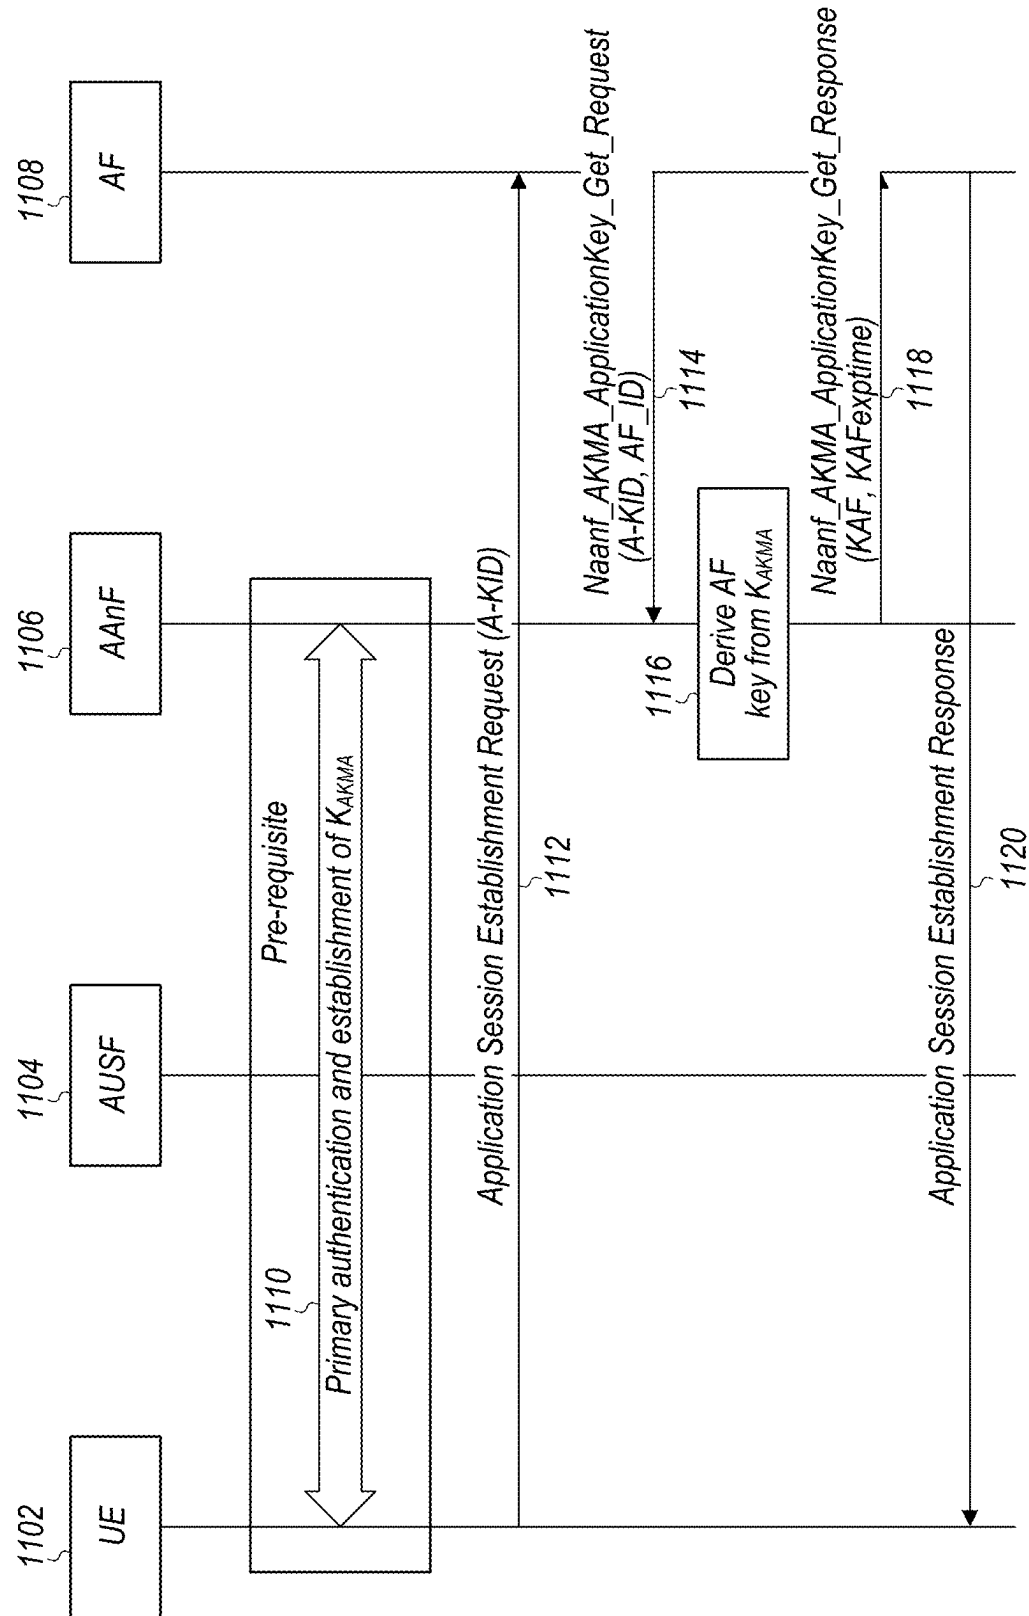 1102
UE
1104
AUSF
1106
AAnF
1108
AF
Pre-requisite
1110
Primary authentication and establishment of KAKMA
Application Session Establishment Request (A-KID)
1112
Naanf_AKMA_ApplicationKey_Get_Request
(A-KID, AF_ID)
1114
1116
Derive AF
key from KAKMA
Naanf_AKMA_ApplicationKey_Get_Response
(KAF, KAFexptime)
1118
Application Session Establishment Response
1120